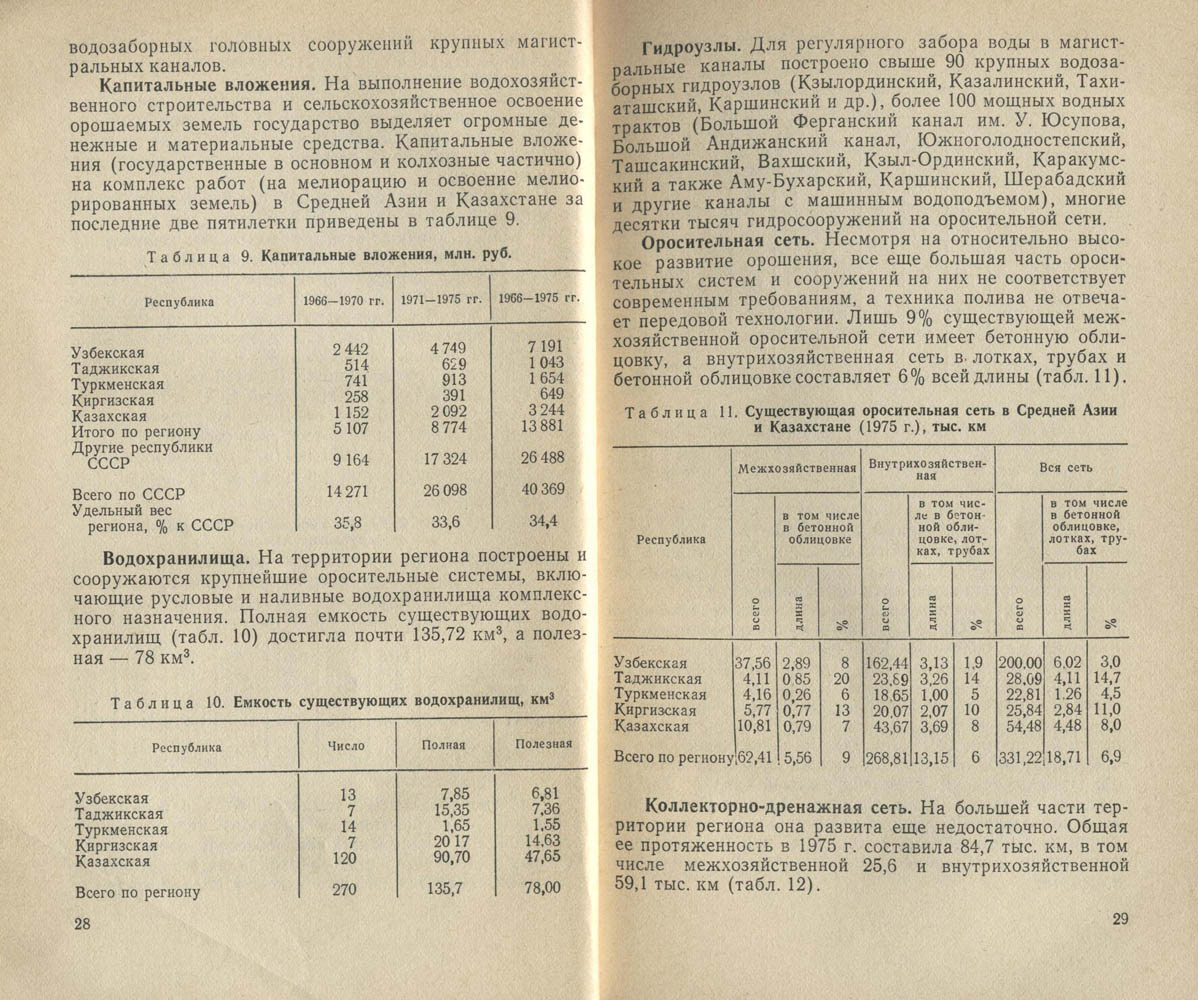 водозаборных головных сооружений крупных магист-
ральных каналов.
Капитальные вложения. На выполнение водохозяйст-
венного строительства и сельскохозяйственное освоение
орошаемых земель государство выделяет огромные де-
нежные и материальные средства. Капитальные вложе-
ния (государственные в основном и колхозные частично)
на комплекс работ (на мелиорацию и освоение мелио-
рированных земель) в Средней Азии и Казахстане за
последние две пятилетки приведены в таблице 9.
Таблица 9. Капитальные вложения, млн. руб.
Республика 1966—1970 гг. 1971—1975 гг. 1966—1975 гг.
Узбекская 2 442 4 749 7 191
Таджикская 514 629 1 043
Туркменская 741 913 1 654
Киргизская 258 391 649
Казахская 1 152 2 092 3 244
Итого по региону 5 107 8 774 13 881
Другие республики
СССР 9 164 17 324 26 488
Всего по СССР 14 271 26 098 40 369
Удельный вес
региона, % к СССР 35,8 33,6 34,4
Водохранилища. На территории региона построены и
сооружаются крупнейшие оросительные системы, вклю-
чающие русловые и наливные водохранилища комплекс-
ного назначения. Полная емкость существующих водо-
хранилищ (табл. 10) достигла почти 135,72 км³, а полез-
ная — 78 км³.
Таблица 10. Емкость существующих водохранилищ, км³
Республика Число Полная Полезная
Узбекская 13 7,85 6,81
Таджикская 7 15,35 7,36
Туркменская 14 1,65 1,55
Киргизская 7 20 17 14,63
Казахская 120 90,70 47,65
Всего по региону 270 135,7 78,00
28
Гидроузлы. Для регулярного забора воды в магист-
ральные каналы построено свыше 90 крупных водоза-
борных гидроузлов (Кзылординский, Казалинский, Тахи-
аташский, Каршинский и др.), более 100 мощных водных
трактов (Большой Ферганский канал им. У. Юсупова,
Большой Андижанский канал, Южноголодностепский,
Ташсакинский, Вахшский, Кзыл-Ординский, Каракумс-
кий а также Аму-Бухарский, Каршинский, Шерабадский
и другие каналы с машинным водоподъемом), многие
десятки тысяч гидросооружений на оросительной сети.
Оросительная сеть. Несмотря на относительно высо-
кое развитие орошения, все еще большая часть ороси-
тельных систем и сооружений на них не соответствует
современным требованиям, а техника полива не отвеча-
ет передовой технологии. Лишь 9% существующей меж-
хозяйственной оросительной сети имеет бетонную обли-
цовку, а внутрихозяйственная сеть в лотках, трубах и
бетонной облицовке составляет 6% всей длины (табл. 11).
Таблица 11. Существующая оросительная сеть в Средней Азии
и Казахстане (1975 г.), тыс. км
Республика Межхозяйственная Внутрихозяйствен-
ная Вся сеть
в том числе
в бетонной
облицовке
в том чис-
ле в бетон-
ной обли-
цовке, лот-
ках, трубах
в том числе
в бетонной
облицовке,
лотках, тру-
бах
всего длина % всего длина % всего длина %
Узбекская 37,56 2,89 8 162,44 3,13 1,9 200.00 6,02 3,0
Таджикская 4,11 0 85 20 23,89 3,26 14 28,09 4,11 14,7
Туркменская 4,16 0,26 6 18,65 1,00 5 22,81 1.26 4,5
Киргизская 5,77 0,77 13 20,07 2,07 10 25,84 2,84 11,0
Казахская 10,81 0,79 7 43,67 3,69 8 54,48 4,48 8,0
Всего по региону 62,41 5,56 9 268,81 13,15 6 331,22 18,71 6,9
Коллекторно-дренажная сеть. На большей части тер-
ритории региона она развита еще недостаточно. Общая
ее протяженность в 1975 г. составила 84,7 тыс. км, в том
числе межхозяйственной 25,6 и внутрихозяйственной
59,1 тыс. км (табл. 12).
29